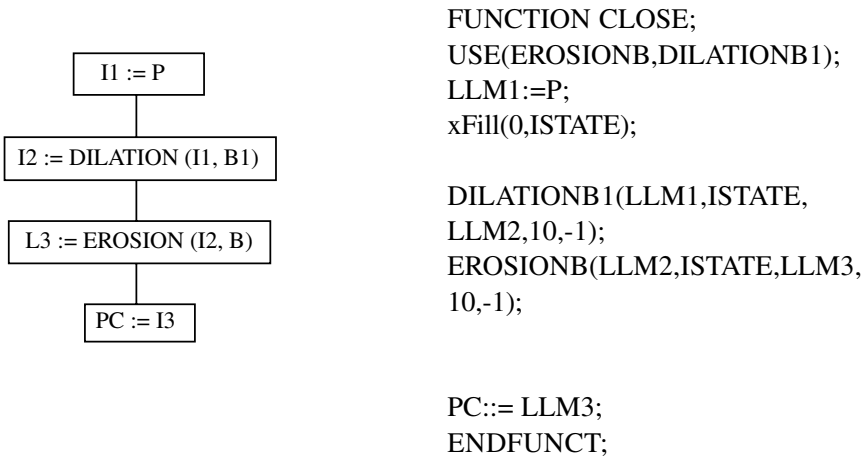 I1 := P
I2 := DILATION (I1, B1)
L3 := EROSION (I2, B)
PC := I3
FUNCTION CLOSE;
USE(EROSIONB,DILATIONB1);
LLM1:=P;
xFill(0,ISTATE);
DILATIONB1(LLM1,ISTATE,
LLM2,10,-1);
EROSIONB(LLM2,ISTATE,LLM3,
10,-1);
PC::= LLM3;
ENDFUNCT;